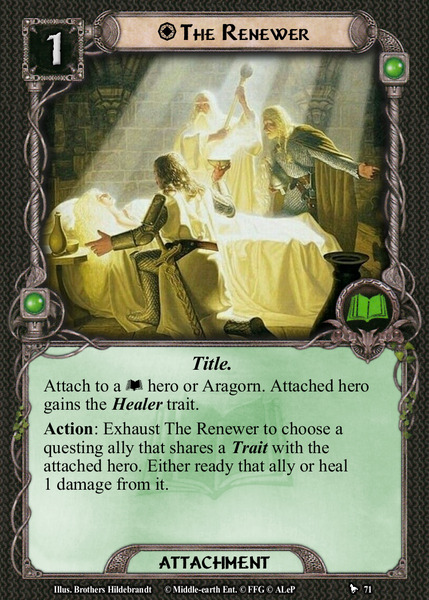 1
The Renewer
Title.
Attach to a hero or Aragorn. Attached hero
gains the Healer trait.
Action: Exhaust The Renewer to choose a
questing ally that shares a Trait with the
attached hero. Either ready that ally or heal
1 damage from it.
ATTACHMENT
Illus. Brothers Hildebrandt © Middle-earth Ent. © FFG © ALeP 71